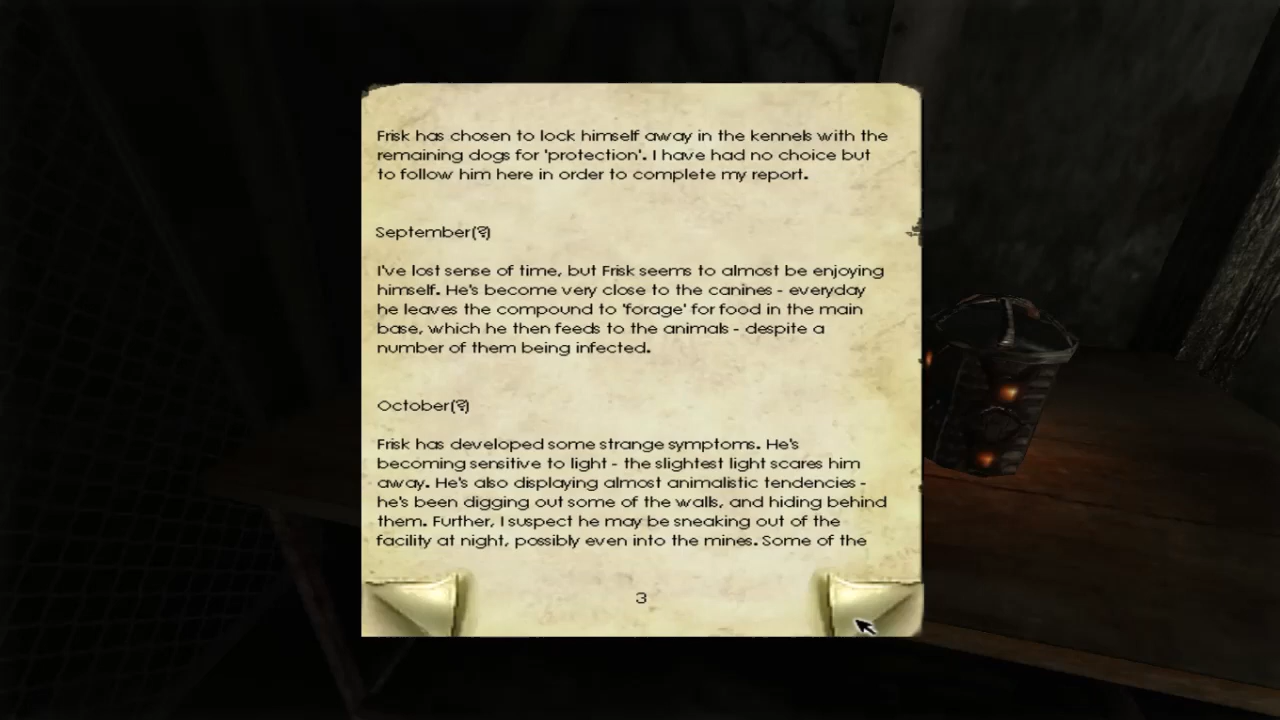 Frisk has chosen to lock himself away in the kennels with the
remaining dogs for 'protection'. I have had no choice but
to follow him here in order to complete my report.
September(?)
I've lost sense of time, but Frisk seems to almost be enjoying
himself. He's become very close to the canines - everyday
he leaves the compound to 'forage' for food in the main
base, which he then feeds to the animals - despite a
number of them being infected.
October(?)
Frisk has developed some strange symptoms. He's
becoming sensitive to light - the slightest light scares him
away. He's also displaying almost animalistic tendencies -
he's been digging out some of the walls, and hiding behind
them. Further, I suspect he may be sneaking out of the
facility at night, possibly even into the mines. Some of the
3